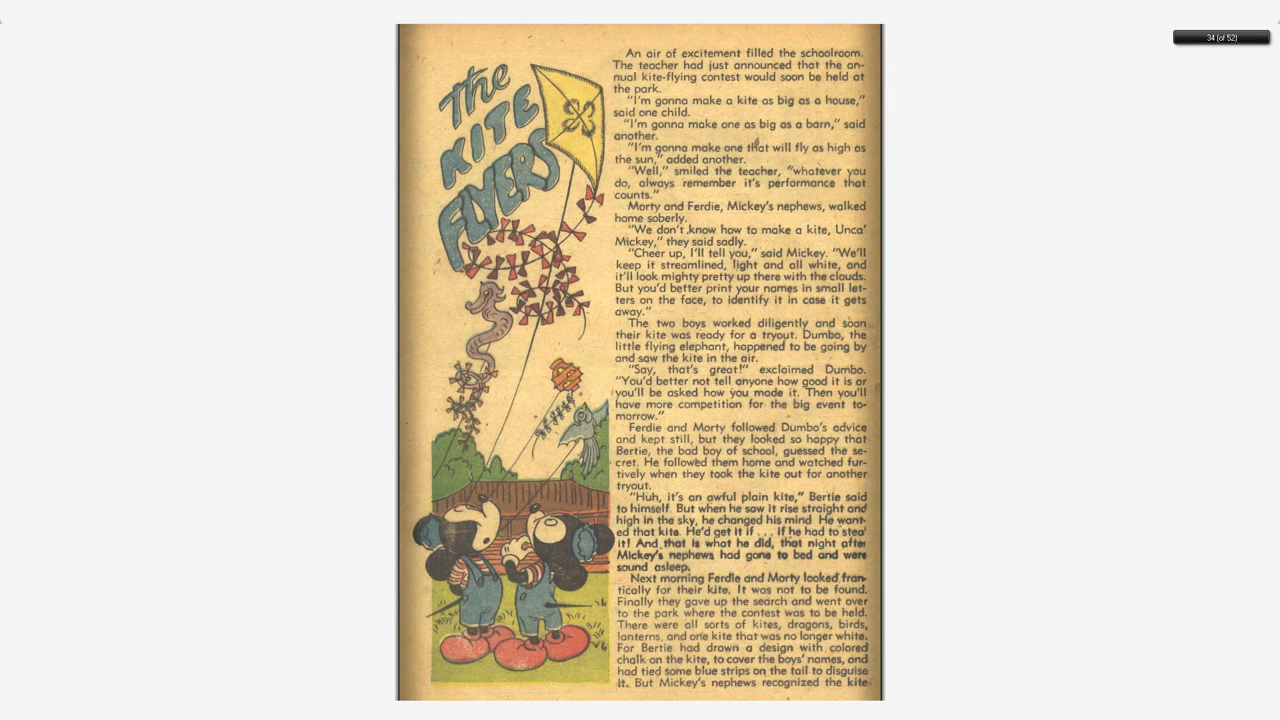 34 (of 52)
The
KITE
FLYERS
An air of excitement filled the schoolroom.
The teacher had just announced that the an-
nual kite-flying contest would soon be held at
the park.
"I'm gonna make a kite as big as a house,"
said one child.
"I'm gonna make one as big as a barn," said
another.
"I'm gonna make one that will fly as high as
the sun," added another.
"Well," smiled the teacher, "whatever you
do, always remember it's performance that
counts."
Morty and Ferdie, Mickey's nephews, walked
home soberly.
"We don't know how to make a kite, Unca'
Mickey," they said sadly.
"Cheer up, I'll tell you," said Mickey. "We'll
keep it streamlined, light and all white, and
it'll look mighty pretty up there with the clouds.
But you'd better print your names in small let-
ters on the face, to identify it in case it gets
away."
The two boys worked diligently and soon
their kite was ready for a tryout. Dumbo, the
little flying elephant, happened to be going by
and saw the kite in the air.
"Say, that's great!" exclaimed Dumbo.
"You'd better not tell anyone how good it is or
you'll be asked how you made it. Then you'll
have more competition for the big event to-
morrow."
Ferdie and Morty followed Dumbo's advice
and kept still, but they looked so happy that
Bertie, the bad boy of school, guessed the se-
cret. He followed them home and watched fur-
tively when they took the kite out for another
tryout.
"Huh, it's an awful plain kite," Bertie said
to himself. But when he saw it rise straight and
high in the sky, he changed his mind. He want-
ed that kite. He'd get it if . . . if he had to steal
it! And that is what he did, that night after
Mickey's nephews had gone to bed and were
sound asleep.
Next morning Ferdie and Morty looked fran-
tically for their kite. It was not to be found.
Finally they gave up the search and went over
to the park where the contest was to be held.
There were all sorts of kites, dragons, birds,
lanterns, and one kite that was no longer white.
For Bertie had drawn a design with colored
chalk on the kite, to cover the boys' names, and
had tied some blue strips on the tail to disguise
it. But Mickey's nephews recognized the kite